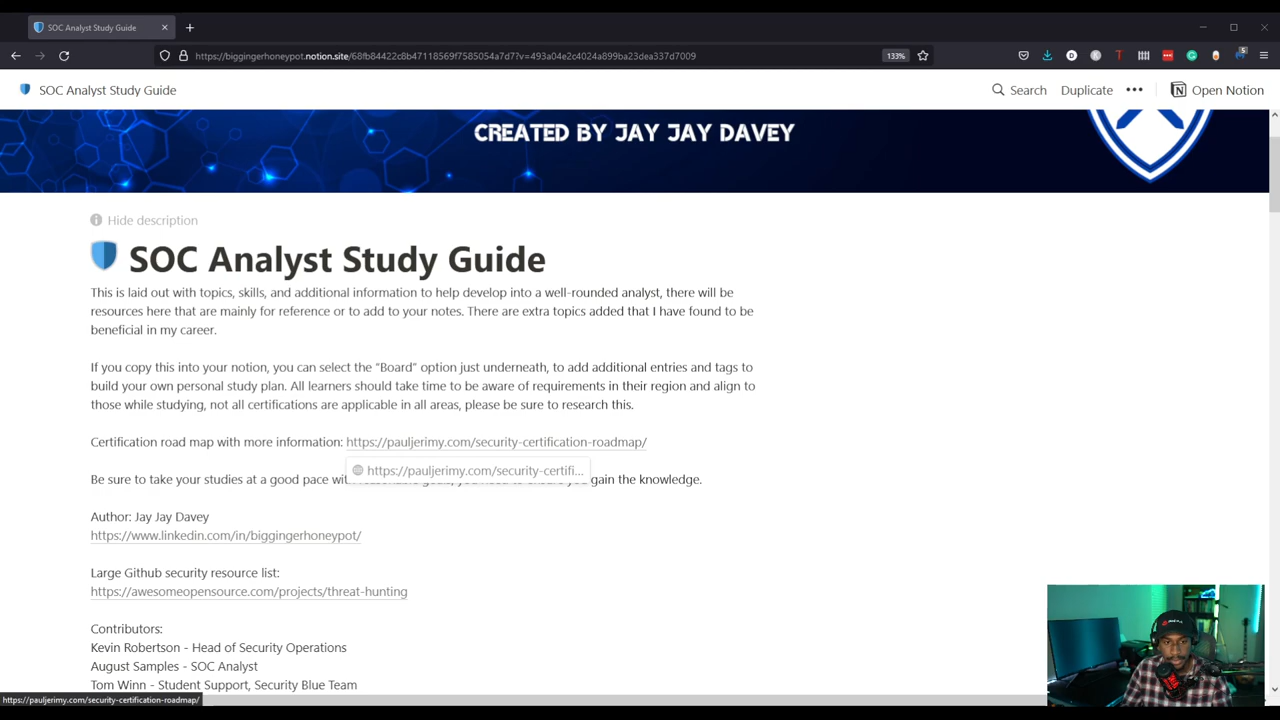 SOC Analyst Study Guide
https://biggingerhoneypot.notion.site/68fb84422c8b47118569f7585054a7d7?v=493a04e2c4024a899ba23dea337d7009
133%
SOC Analyst Study Guide
Search
Duplicate
Open Notion
CREATED BY JAY JAY DAVEY
Hide description
SOC Analyst Study Guide
This is laid out with topics, skills, and additional information to help develop into a well-rounded analyst, there will be
resources here that are mainly for reference or to add to your notes. There are extra topics added that I have found to be
beneficial in my career.
If you copy this into your notion, you can select the "Board" option just underneath, to add additional entries and tags to
build your own personal study plan. All learners should take time to be aware of requirements in their region and align to
those while studying, not all certifications are applicable in all areas, please be sure to research this.
Certification road map with more information: https://pauljerimy.com/security-certification-roadmap/
https://pauljerimy.com/security-certifi...
Be sure to take your studies at a good pace with reasonable goals, you need to ensure you gain the knowledge.
Author: Jay Jay Davey
https://www.linkedin.com/in/biggingerhoneypot/
Large Github security resource list:
https://awesomeopensource.com/projects/threat-hunting
Contributors:
Kevin Robertson - Head of Security Operations
August Samples - SOC Analyst
Tom Winn - Student Support, Security Blue Team
https://pauljerimy.com/security-certification-roadmap/